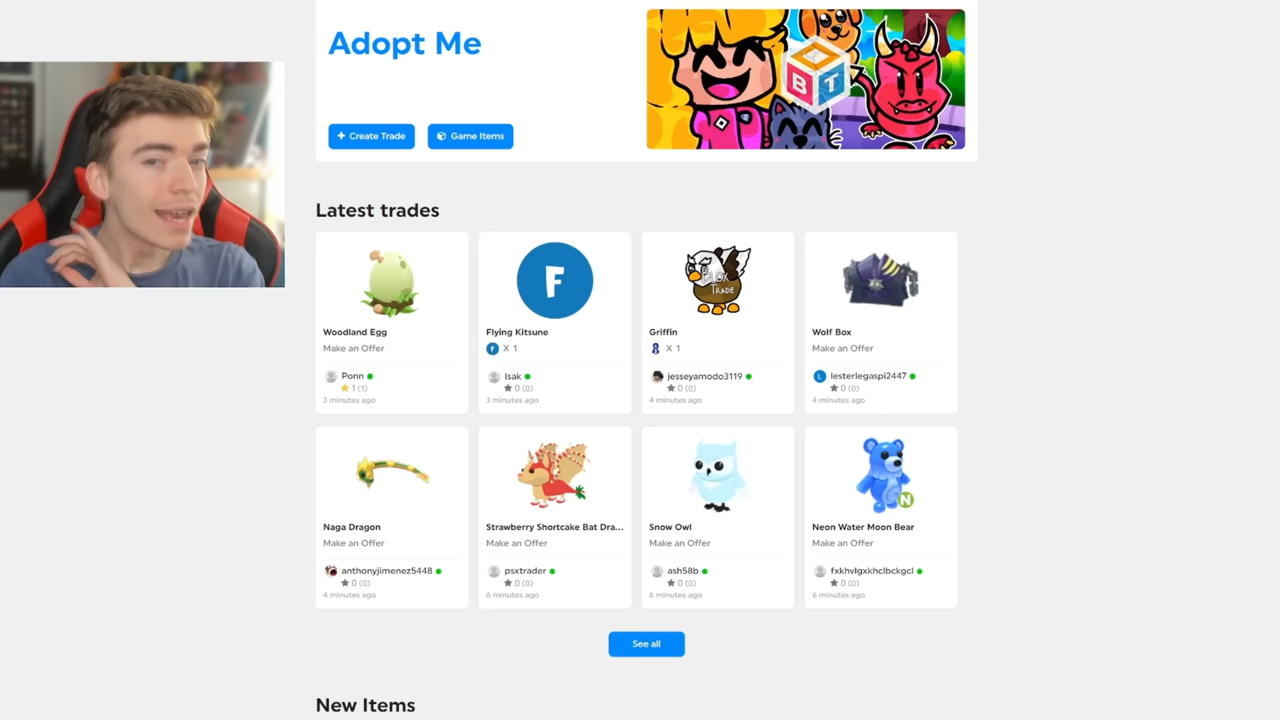 Adopt Me
B T
+ Create Trade
Game Items
Latest trades
F
BLOX
TRADE
Woodland Egg
Make an Offer
Ponn
1 (1)
3 minutes ago
Flying Kitsune
F X 1
Isak
0 (0)
3 minutes ago
Griffin
X 1
jesseyamodo3119
0 (0)
4 minutes ago
Wolf Box
Make an Offer
L lesterlegaspi2447
0 (0)
4 minutes ago
Naga Dragon
Make an Offer
anthonyjimenez5448
0 (0)
4 minutes ago
Strawberry Shortcake Bat Dra...
Make an Offer
psxtrader
0 (0)
6 minutes ago
Snow Owl
Make an Offer
ash58b
0 (0)
6 minutes ago
N
Neon Water Moon Bear
Make an Offer
fxkhvlgxkhclbckgcl
0 (0)
6 minutes ago
See all
New Items